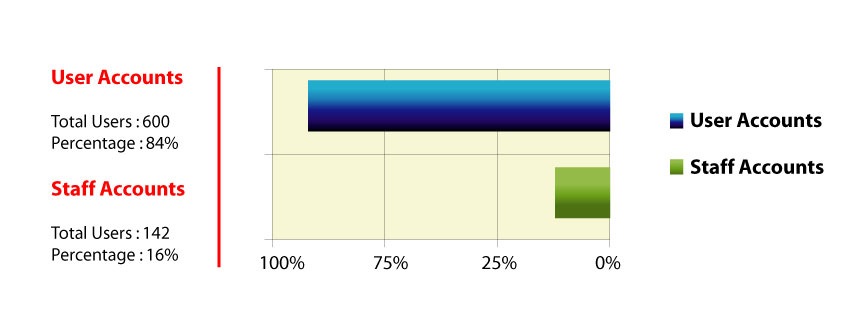 User Accounts
Total Users : 600
Percentage : 84%
Staff Accounts
Total Users : 142
Percentage : 16%
100% 75% 25% 0%
User Accounts
Staff Accounts